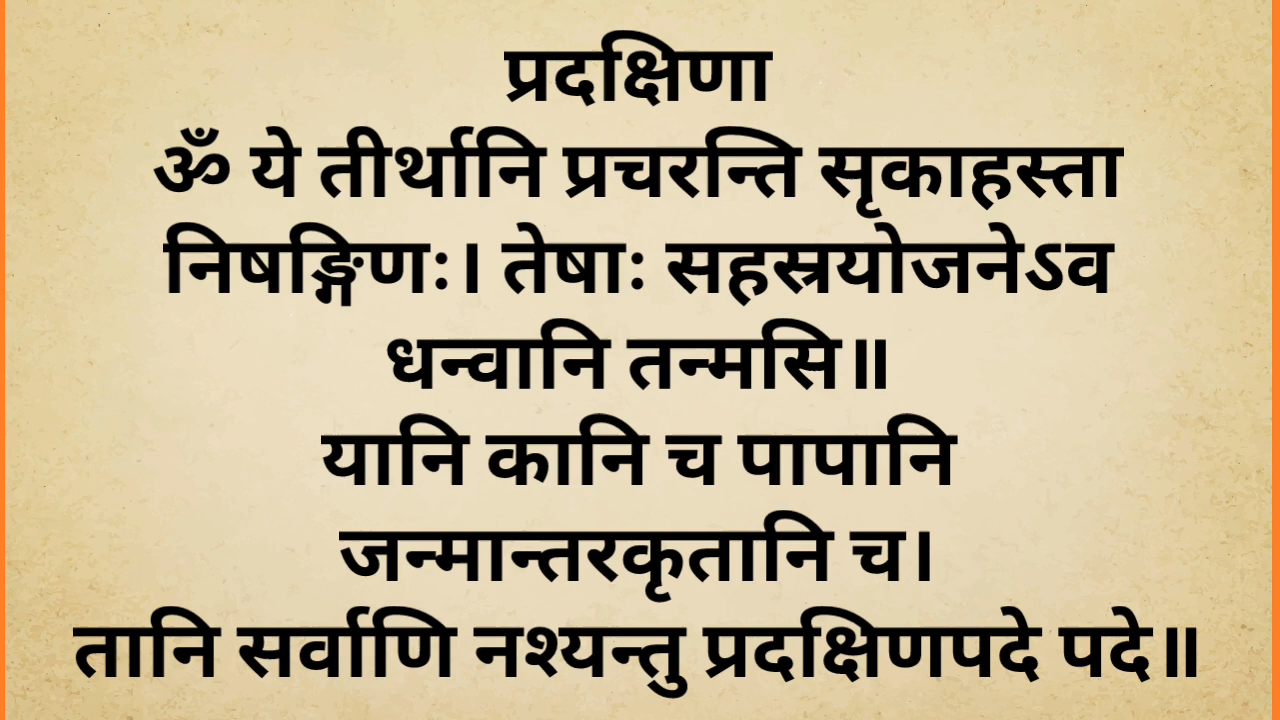 प्रदक्षिणा
ॐ ये तीर्थानि प्रचरन्ति सृकाहस्ता
निषङ्गिणः। तेषाः सहस्रयोजनेऽव
धन्वानि तन्मसि॥
यानि कानि च पापानि
जन्मान्तरकृतानि च।
तानि सर्वाणि नश्यन्तु प्रदक्षिणपदे पदे॥